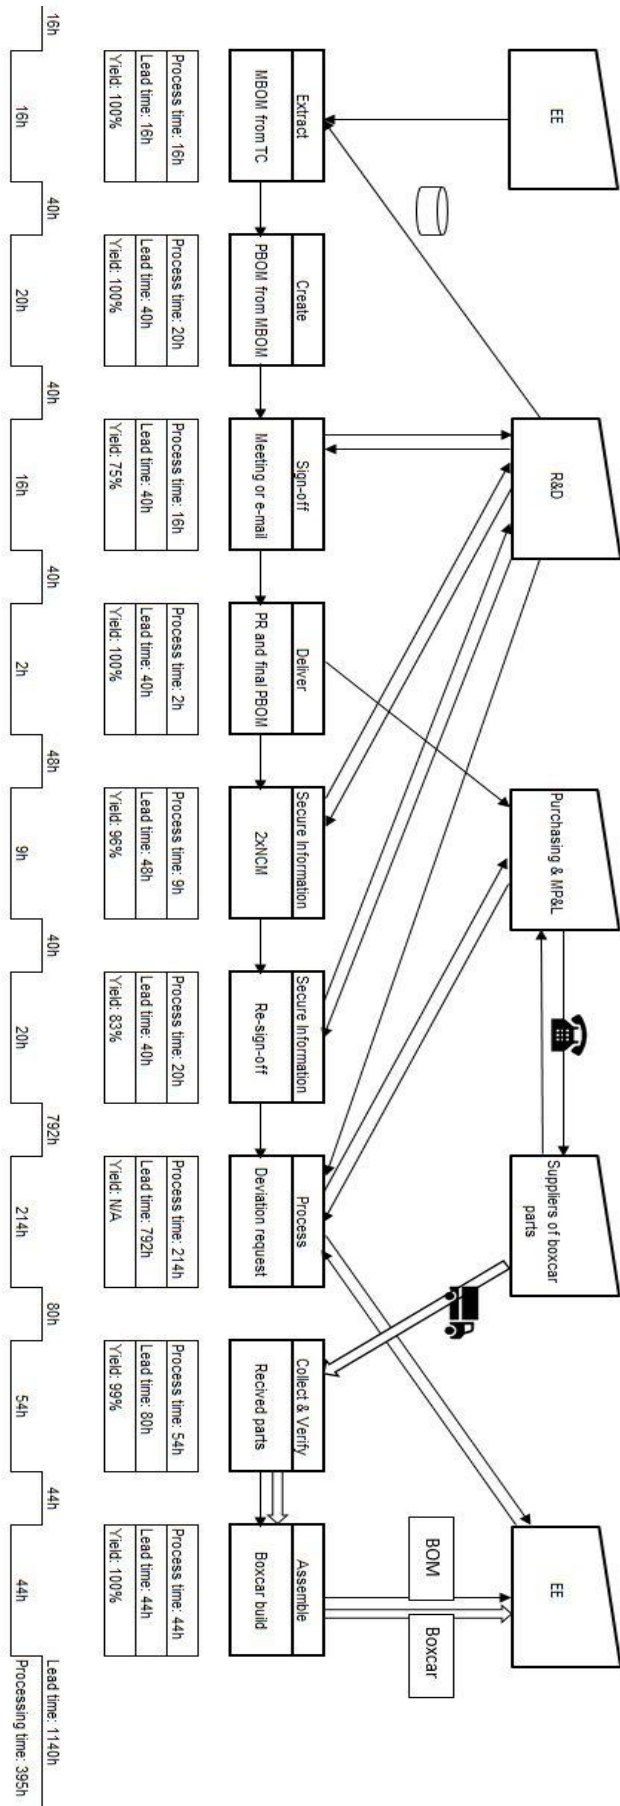 EE
R&D
Purchasing & MP&L
Suppliers of boxcar
parts
EE
BOM
Boxcar
Extract
MBOM from TC
Create
PBOM from MBOM
Sign-off
Meeting or e-mail
Deliver
PR and final PBOM
Secure Information
2xNCM
Secure Information
Re-sign-off
Process
Deviation request
Collect & Verify
Recived parts
Assemble
Boxcar build
Process time: 16h
Lead time: 16h
Yield: 100%
Process time: 20h
Lead time: 40h
Yield: 100%
Process time: 16h
Lead time: 40h
Yield: 75%
Process time: 2h
Lead time: 40h
Yield: 100%
Process time: 9h
Lead time: 48h
Yield: 96%
Process time: 20h
Lead time: 40h
Yield: 83%
Process time: 214h
Lead time: 792h
Yield: N/A
Process time: 54h
Lead time: 80h
Yield: 99%
Process time: 44h
Lead time: 44h
Yield: 100%
16h
40h
40h
40h
48h
40h
792h
80h
44h
Lead time: 1140h
16h
20h
16h
2h
9h
20h
214h
54h
44h
Processing time: 395h